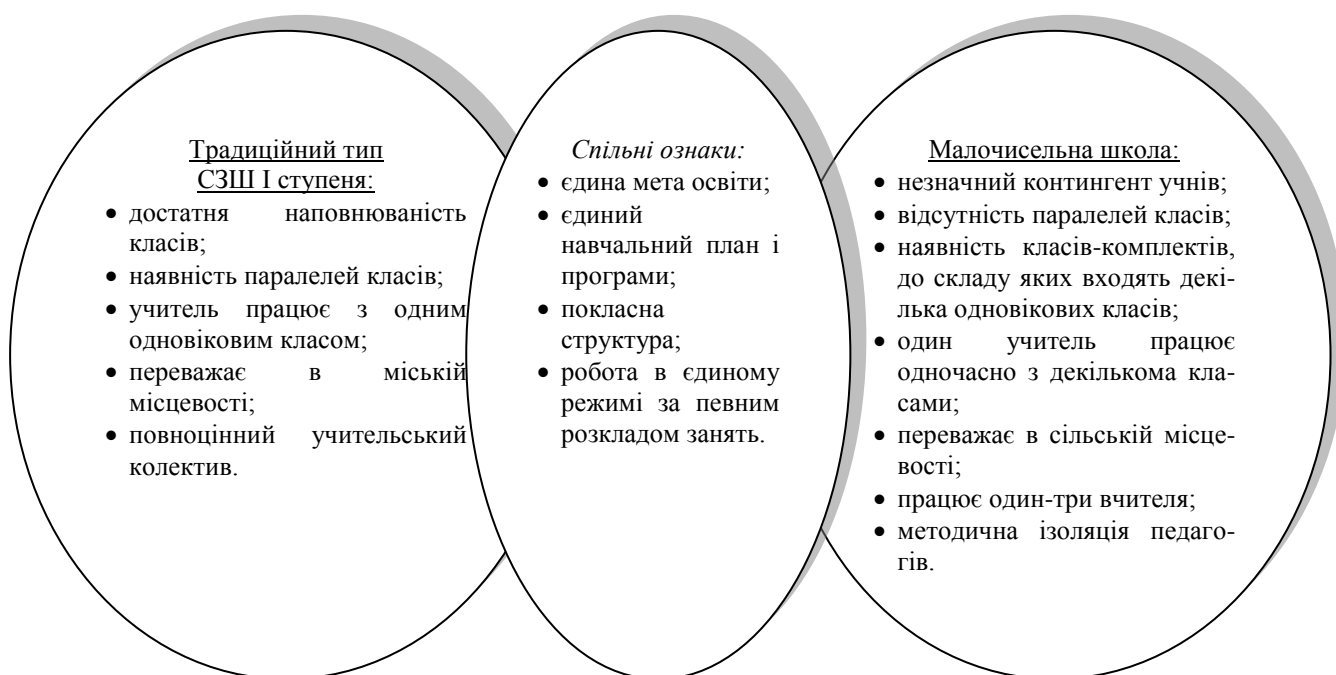 Традиційний тип
СЗШ І ступеня:
• достатня наповнюваність
класів;
• наявність паралелей класів;
• учитель працює з одним
одновіковим класом;
• переважає в міській
місцевості;
• повноцінний учительський
колектив.
Спільні ознаки:
• єдина мета освіти;
• єдиний
навчальний план і
програми;
• покласна
структура;
• робота в єдиному
режимі за певним
розкладом занять.
Малочисельна школа:
• незначний контингент учнів;
• відсутність паралелей класів;
• наявність класів-комплектів,
до складу яких входять декі-
лька одновікових класів;
• один учитель працює
одночасно з декількома кла-
сами;
• переважає в сільській місце-
вості;
• працює один-три вчителя;
• методична ізоляція педаго-
гів.